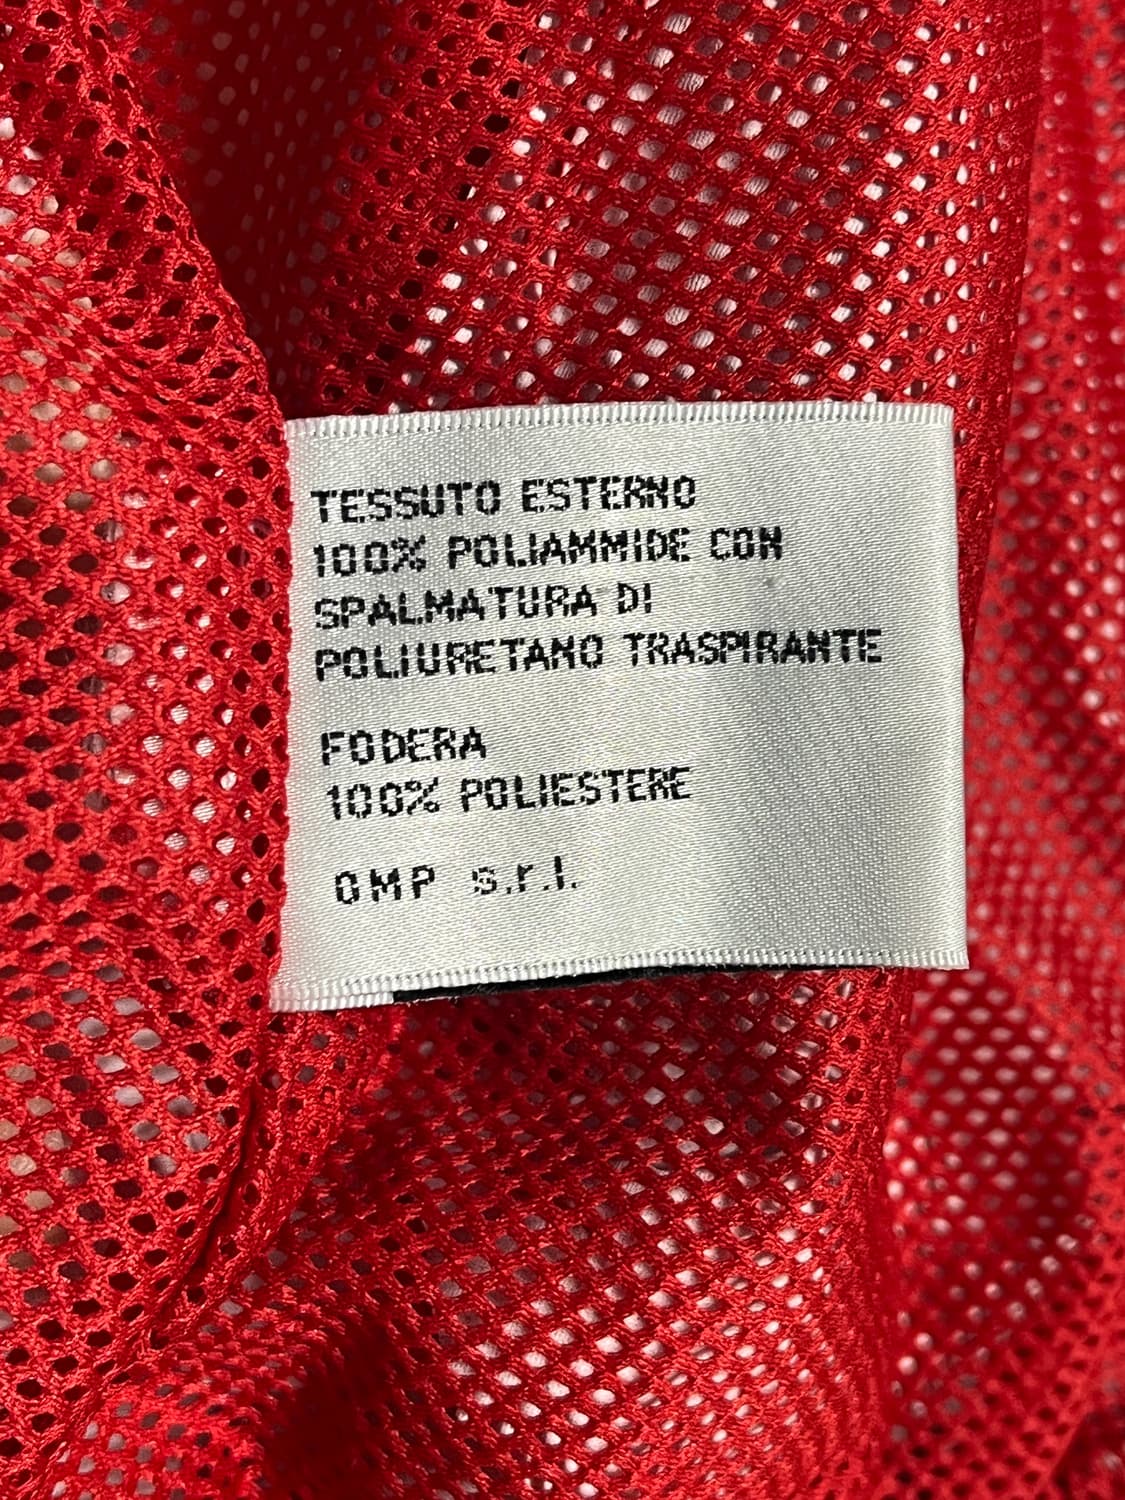 TESSUTO ESTERNO
100% POLIAMMIDE CON
SPALMATURA DI
POLIURETANO TRASPIRANTE
FODERA
100% POLIESTERE
OMP s.r.l.